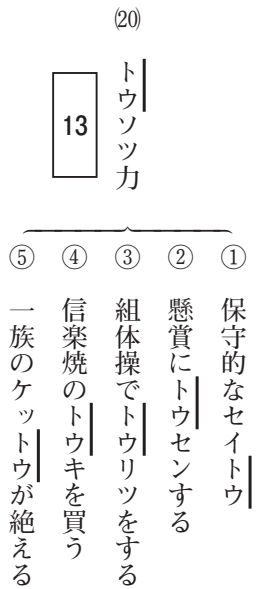 ⒇ トウソツ力
13
① 保守的なセイトウ
② 懸賞にトウセンする
③ 組体操でトウリツをする
④ 信楽焼のトウキを買う
⑤ 一族のケットウが絶える